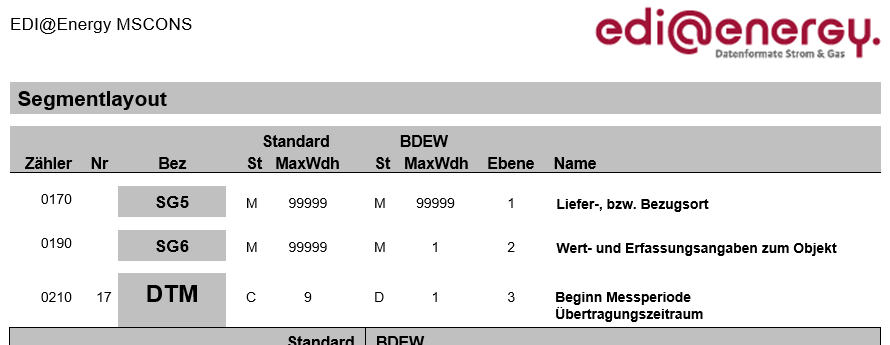 EDI@Energy MSCONS
edi@energy.
Datenformate Strom & Gas
Segmentlayout
Standard BDEW
Zähler Nr Bez St MaxWdh St MaxWdh Ebene Name
0170 SG5 M 99999 M 99999 1 Liefer-, bzw. Bezugsort
0190 SG6 M 99999 M 1 2 Wert- und Erfassungsangaben zum Objekt
0210 17 DTM C 9 D 1 3 Beginn Messperiode
Übertragungszeitraum
Standard BDEW